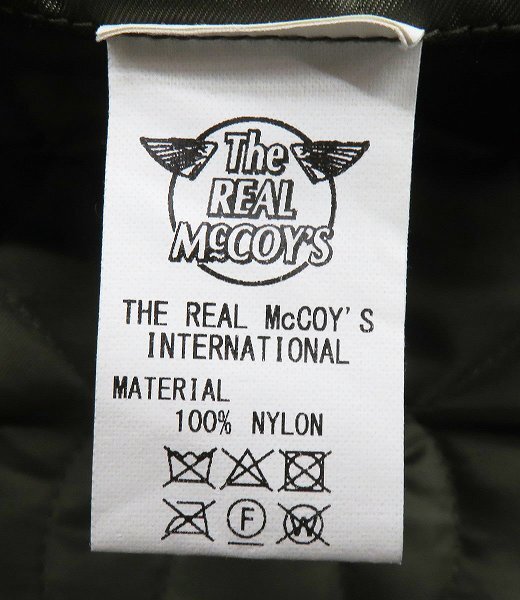 The
REAL
McCOY'S
THE REAL McCOY'S
INTERNATIONAL
MATERIAL
100% NYLON
F W